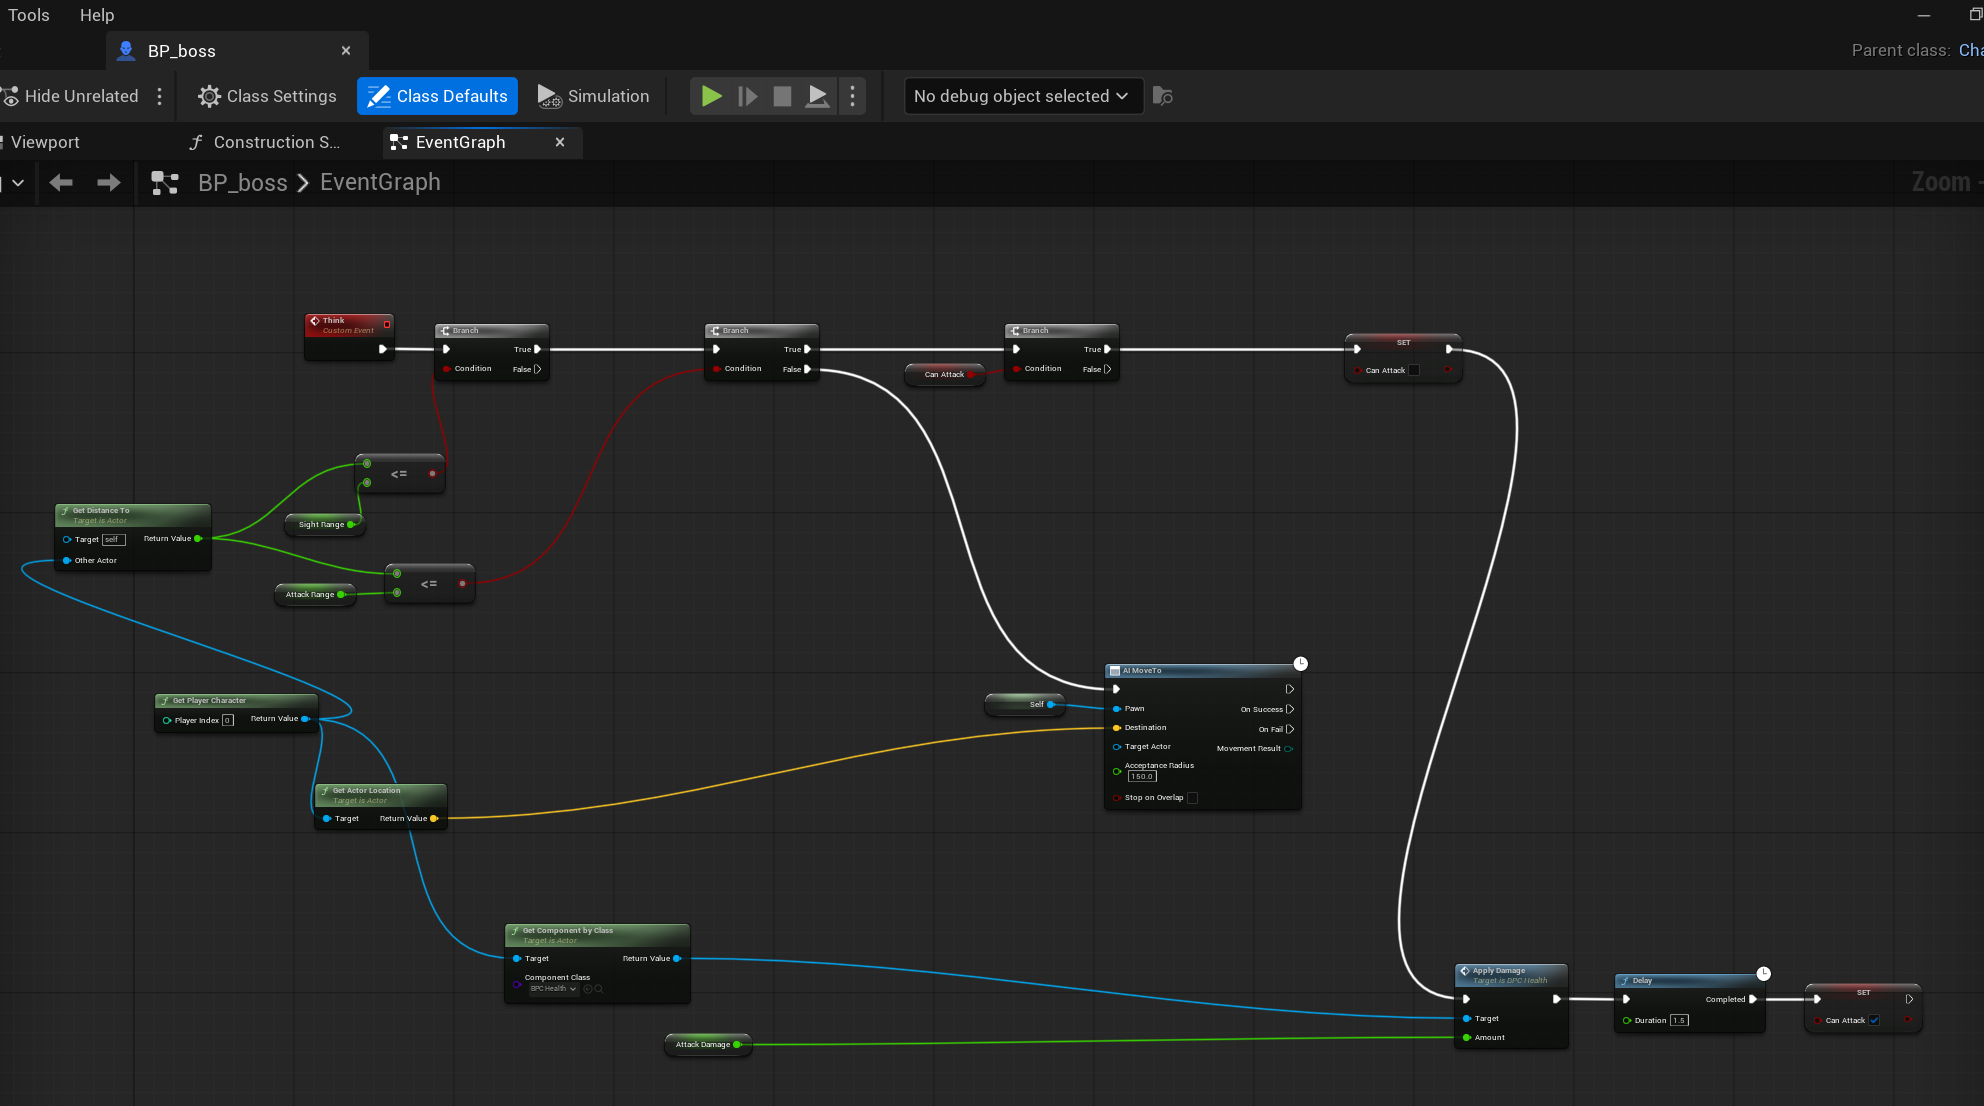 Tools Help
BP_boss
Parent class:
Hide Unrelated
Class Settings
Class Defaults
Simulation
No debug object selected
Viewport
Construction S...
EventGraph
BP_boss > EventGraph
Zoom
Think
Custom Event
Branch
True
Condition
False
Branch
True
Condition
False
Can Attack
Branch
True
Condition
False
SET
Can Attack
<=
Sight Range
Get Distance To
Target is Actor
Target self Return Value
Other Actor
<=
Attack Range
Get Player Character
Player Index 0 Return Value
Get Actor Location
Target is Actor
Target Return Value
Self
AI MoveTo
Pawn On Success
Destination On Fail
Target Actor Movement Result
Acceptance Radius
150.0
Stop on Overlap
Get Component by Class
Target is Actor
Target Return Value
Component Class
BPC Health
Attack Damage
Apply Damage
Target is BPC Health
Target
Amount
Delay
Completed
Duration 1.5
SET
Can Attack